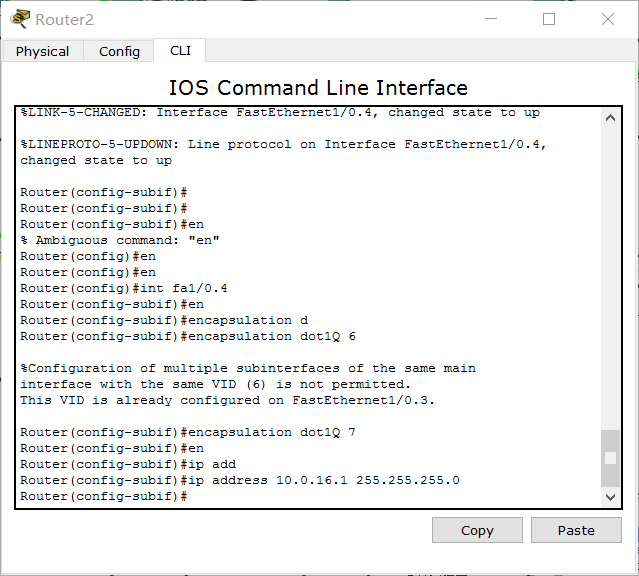 Router2
Physical Config CLI
IOS Command Line Interface
%LINK-5-CHANGED: Interface FastEthernet1/0.4, changed state to up
%LINEPROTO-5-UPDOWN: Line protocol on Interface FastEthernet1/0.4,
changed state to up
Router(config-subif)#
Router(config-subif)#
Router(config-subif)#en
% Ambiguous command: "en"
Router(config)#en
Router(config)#en
Router(config)#int fa1/0.4
Router(config-subif)#en
Router(config-subif)#encapsulation d
Router(config-subif)#encapsulation dot1Q 6
%Configuration of multiple subinterfaces of the same main
interface with the same VID (6) is not permitted.
This VID is already configured on FastEthernet1/0.3.
Router(config-subif)#encapsulation dot1Q 7
Router(config-subif)#en
Router(config-subif)#ip add
Router(config-subif)#ip address 10.0.16.1 255.255.255.0
Router(config-subif)#
Copy Paste